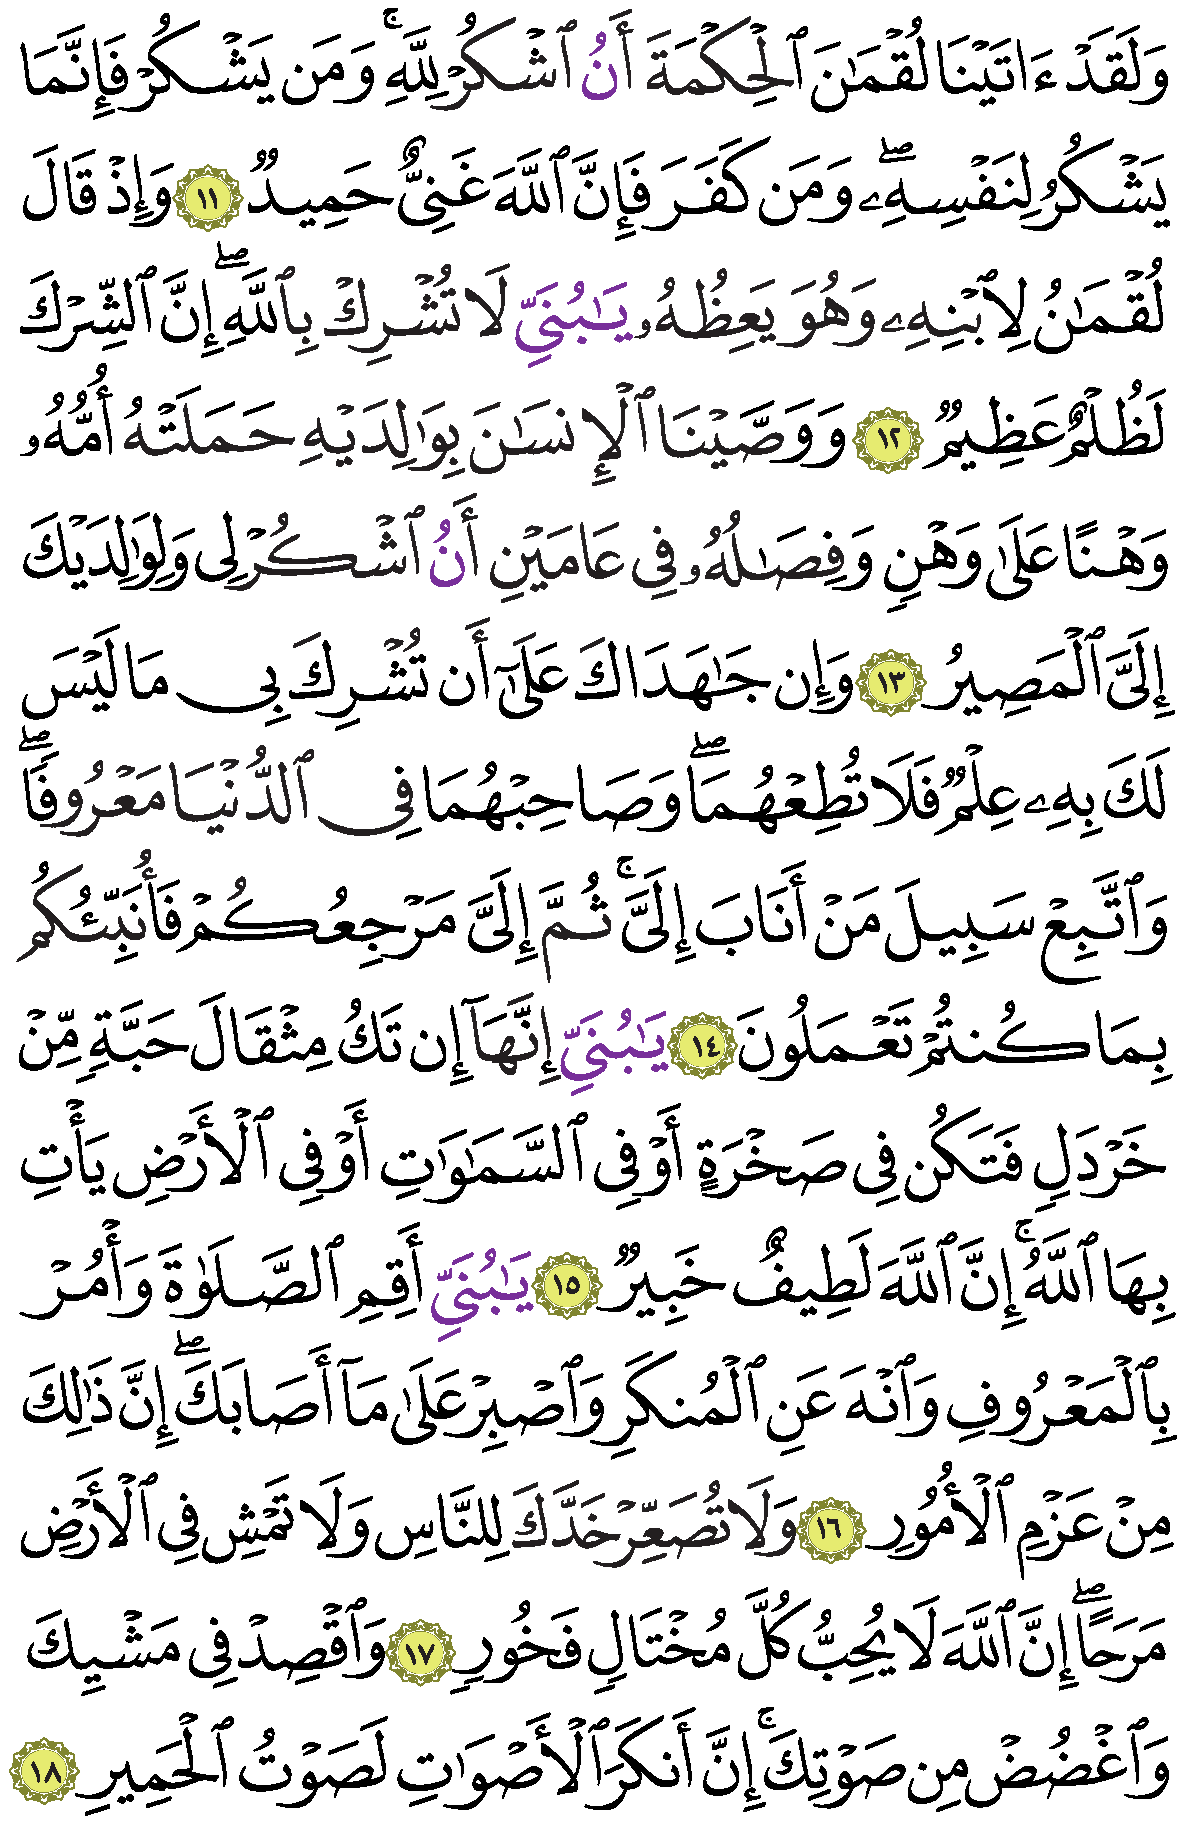 وَلَقَدْ ءَاتَيْنَا لُقْمَٰنَ ٱلْحِكْمَةَ أَنُ ٱشْكُرْ لِلَّهِۚ وَمَن يَشْكُرْ فَإِنَّمَا
يَشْكُرُ لِنَفْسِهِۦۖ وَمَن كَفَرَ فَإِنَّ ٱللَّهَ غَنِيٌّ حَمِيدٌ ١١ وَإِذْ قَالَ
لُقْمَٰنُ لِٱبْنِهِۦ وَهُوَ يَعِظُهُۥ يَٰبُنَيِّ لَا تُشْرِكْ بِٱللَّهِۖ إِنَّ ٱلشِّرْكَ
لَظُلْمٌ عَظِيمٌ ١٢ وَوَصَّيْنَا ٱلْإِنسَٰنَ بِوَٰلِدَيْهِ حَمَلَتْهُ أُمُّهُۥ
وَهْنًا عَلَىٰ وَهْنٍ وَفِصَٰلُهُۥ فِى عَامَيْنِ أَنُ ٱشْكُرْ لِى وَلِوَٰلِدَيْكَ
إِلَىَّ ٱلْمَصِيرُ ١٣ وَإِن جَٰهَدَاكَ عَلَىٰٓ أَن تُشْرِكَ بِى مَا لَيْسَ
لَكَ بِهِۦ عِلْمٌ فَلَا تُطِعْهُمَاۖ وَصَاحِبْهُمَا فِى ٱلدُّنْيَا مَعْرُوفًاۖ
وَٱتَّبِعْ سَبِيلَ مَنْ أَنَابَ إِلَىَّۚ ثُمَّ إِلَىَّ مَرْجِعُكُمْ فَأُنَبِّئُكُم
بِمَا كُنتُمْ تَعْمَلُونَ ١٤ يَٰبُنَيِّ إِنَّهَآ إِن تَكُ مِثْقَالَ حَبَّةٍ مِّنْ
خَرْدَلٍ فَتَكُن فِى صَخْرَةٍ أَوْ فِى ٱلسَّمَٰوَٰتِ أَوْ فِى ٱلْأَرْضِ يَأْتِ
بِهَا ٱللَّهُۚ إِنَّ ٱللَّهَ لَطِيفٌ خَبِيرٌ ١٥ يَٰبُنَيِّ أَقِمِ ٱلصَّلَوٰةَ وَأْمُرْ
بِٱلْمَعْرُوفِ وَٱنْهَ عَنِ ٱلْمُنكَرِ وَٱصْبِرْ عَلَىٰ مَآ أَصَابَكَۖ إِنَّ ذَٰلِكَ
مِنْ عَزْمِ ٱلْأُمُورِ ١٦ وَلَا تُصَعِّرْ خَدَّكَ لِلنَّاسِ وَلَا تَمْشِ فِى ٱلْأَرْضِ
مَرَحًاۖ إِنَّ ٱللَّهَ لَا يُحِبُّ كُلَّ مُخْتَالٍ فَخُورٍ ١٧ وَٱقْصِدْ فِى مَشْيِكَ
وَٱغْضُضْ مِن صَوْتِكَۚ إِنَّ أَنكَرَ ٱلْأَصْوَٰتِ لَصَوْتُ ٱلْحَمِيرِ ١٨